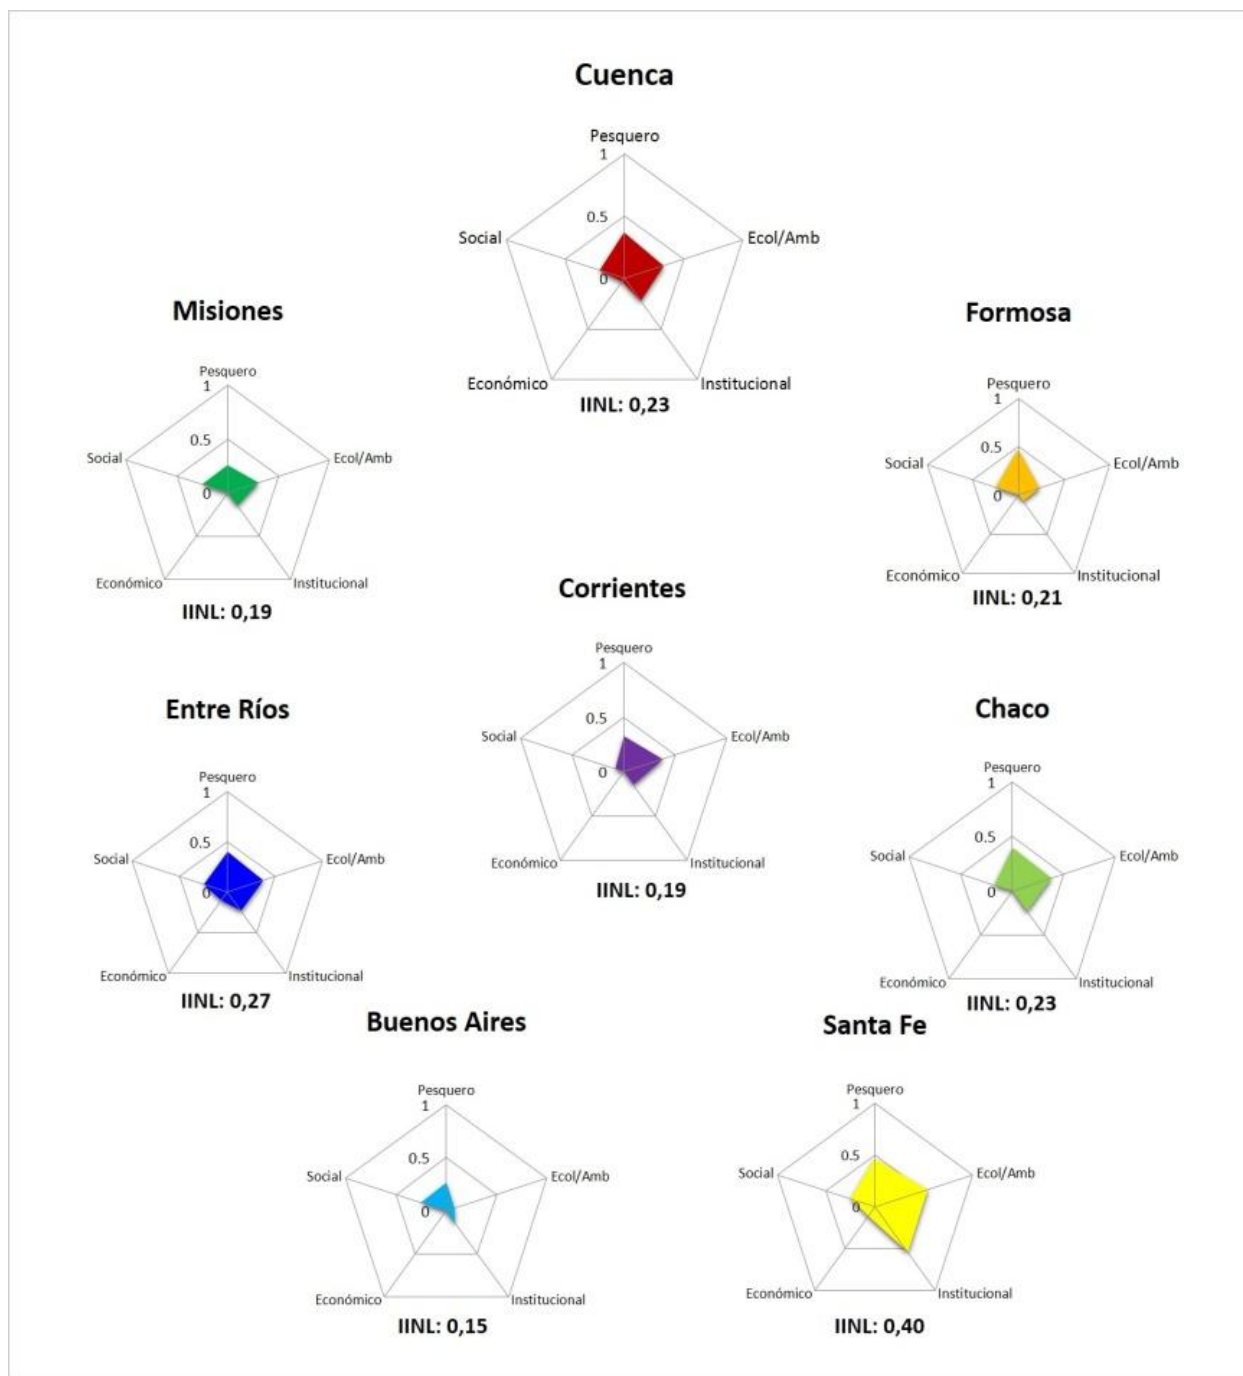 Cuenca
Pesquero
1
0.5
Social
Ecol/Amb
0
Económico
Institucional
IINL: 0,23
Misiones
Pesquero
1
0.5
Social
Ecol/Amb
0
Económico
Institucional
IINL: 0,19
Formosa
Pesquero
1
0.5
Social
Ecol/Amb
0
Económico
Institucional
IINL: 0,21
Corrientes
Pesquero
1
0.5
Social
Ecol/Amb
0
Económico
Institucional
IINL: 0,19
Entre Ríos
Pesquero
1
0.5
Social
Ecol/Amb
0
Económico
Institucional
IINL: 0,27
Chaco
Pesquero
1
0.5
Social
Ecol/Amb
0
Económico
Institucional
IINL: 0,23
Buenos Aires
Pesquero
1
0.5
Social
Ecol/Amb
0
Económico
Institucional
IINL: 0,15
Santa Fe
Pesquero
1
0.5
Social
Ecol/Amb
0
Económico
Institucional
IINL: 0,40